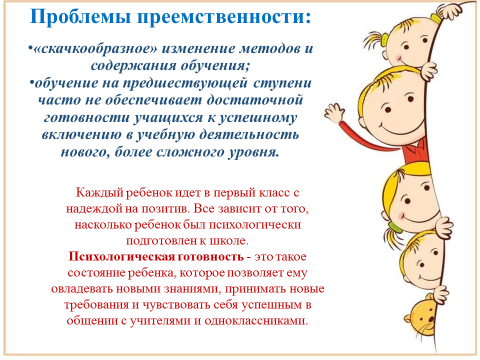 Проблемы преемственности:
•«скачкообразное» изменение методов и
содержания обучения;
•обучение на предшествующей ступени
часто не обеспечивает достаточной
готовности учащихся к успешному
включению в учебную деятельность
нового, более сложного уровня.
Каждый ребенок идет в первый класс с
надеждой на позитив. Все зависит от того,
насколько ребенок был психологически
подготовлен к школе.
Психологическая готовность - это такое
состояние ребенка, которое позволяет ему
овладевать новыми знаниями, принимать новые
требования и чувствовать себя успешным в
общении с учителями и одноклассниками.